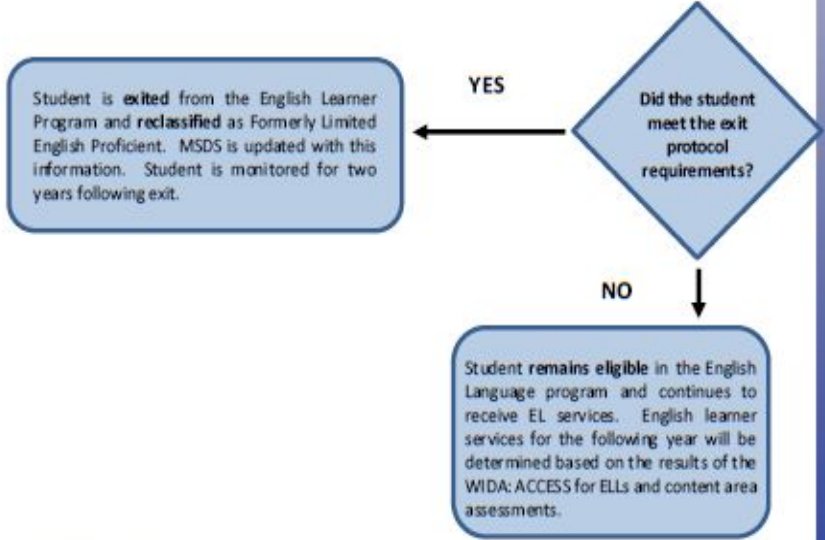 YES
Did the student
meet the exit
protocol
requirements?
Student is exited from the English Learner
Program and reclassified as Formerly Limited
English Proficient. MSDS is updated with this
information. Student is monitored for two
years following exit.
NO
Student remains eligible in the English
Language program and continues to
receive EL services. English learner
services for the following year will be
determined based on the results of the
WIDA: ACCESS for ELLs and content area
assessments.